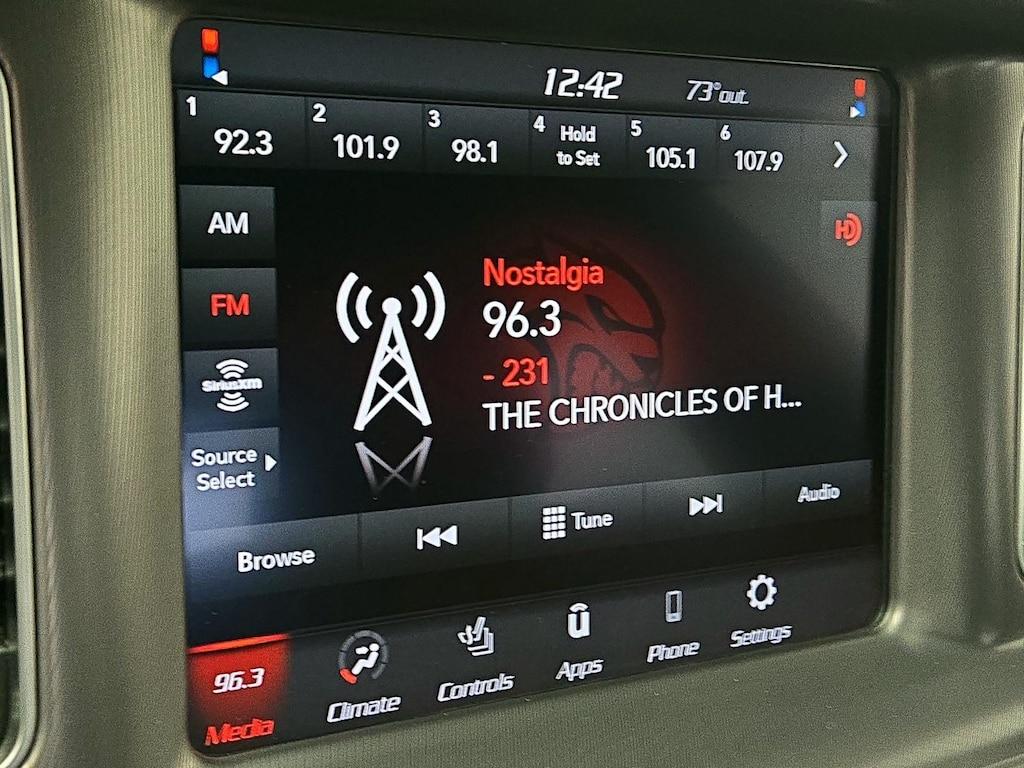 12:42 73°out
1 92.3
2 101.9
3 98.1
4 Hold
to Set
5 105.1
6 107.9
AM
FM
SiriusXM
Source
Select
HD
Nostalgia
96.3
- 231
THE CHRONICLES OF H...
Browse
Tune
Audio
96.3
Media
Climate
Controls
Apps
Phone
Settings